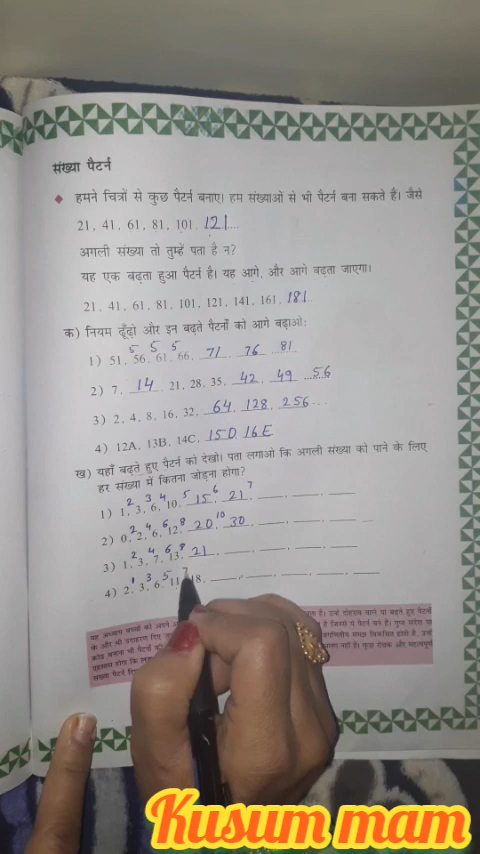 संख्या पैटर्न
हमने चित्रों से कुछ पैटर्न बनाए। हम संख्याओं से भी पैटर्न बना सकते हैं। जैसे
21, 41, 61, 81, 101, 121
अगली संख्या तो तुम्हें पता है न?
यह एक बढ़ता हुआ पैटर्न है। यह आगे, और आगे बढ़ता जाएगा।
21, 41, 61, 81, 101, 121, 141, 161, 181
क) नियम ढूँढ़ो और इन बढ़ते पैटर्नों को आगे बढ़ाओ:
5 5 5
1) 51, 56, 61, 66, 71 76 81
2) 7, 14 21, 28, 35, 42, 49 56
3) 2, 4, 8, 16, 32, 64, 128, 256
4) 12A, 13B, 14C, 15D 16E
ख) यहाँ बढ़ते हुए पैटर्न को देखो। पता लगाओ कि अगली संख्या को पाने के लिए
हर संख्या में कितना जोड़ना होगा?
2 3 4 5 6 7
1) 1, 3, 6, 10, 15, 21
2 4 6 8 10
2) 0, 2, 6, 12, 20, 30
2 4 6 8
3) 1, 3, 7, 13, 21
1 3 5 7
4) 2, 3, 6, 11, 18,
Kusum mam